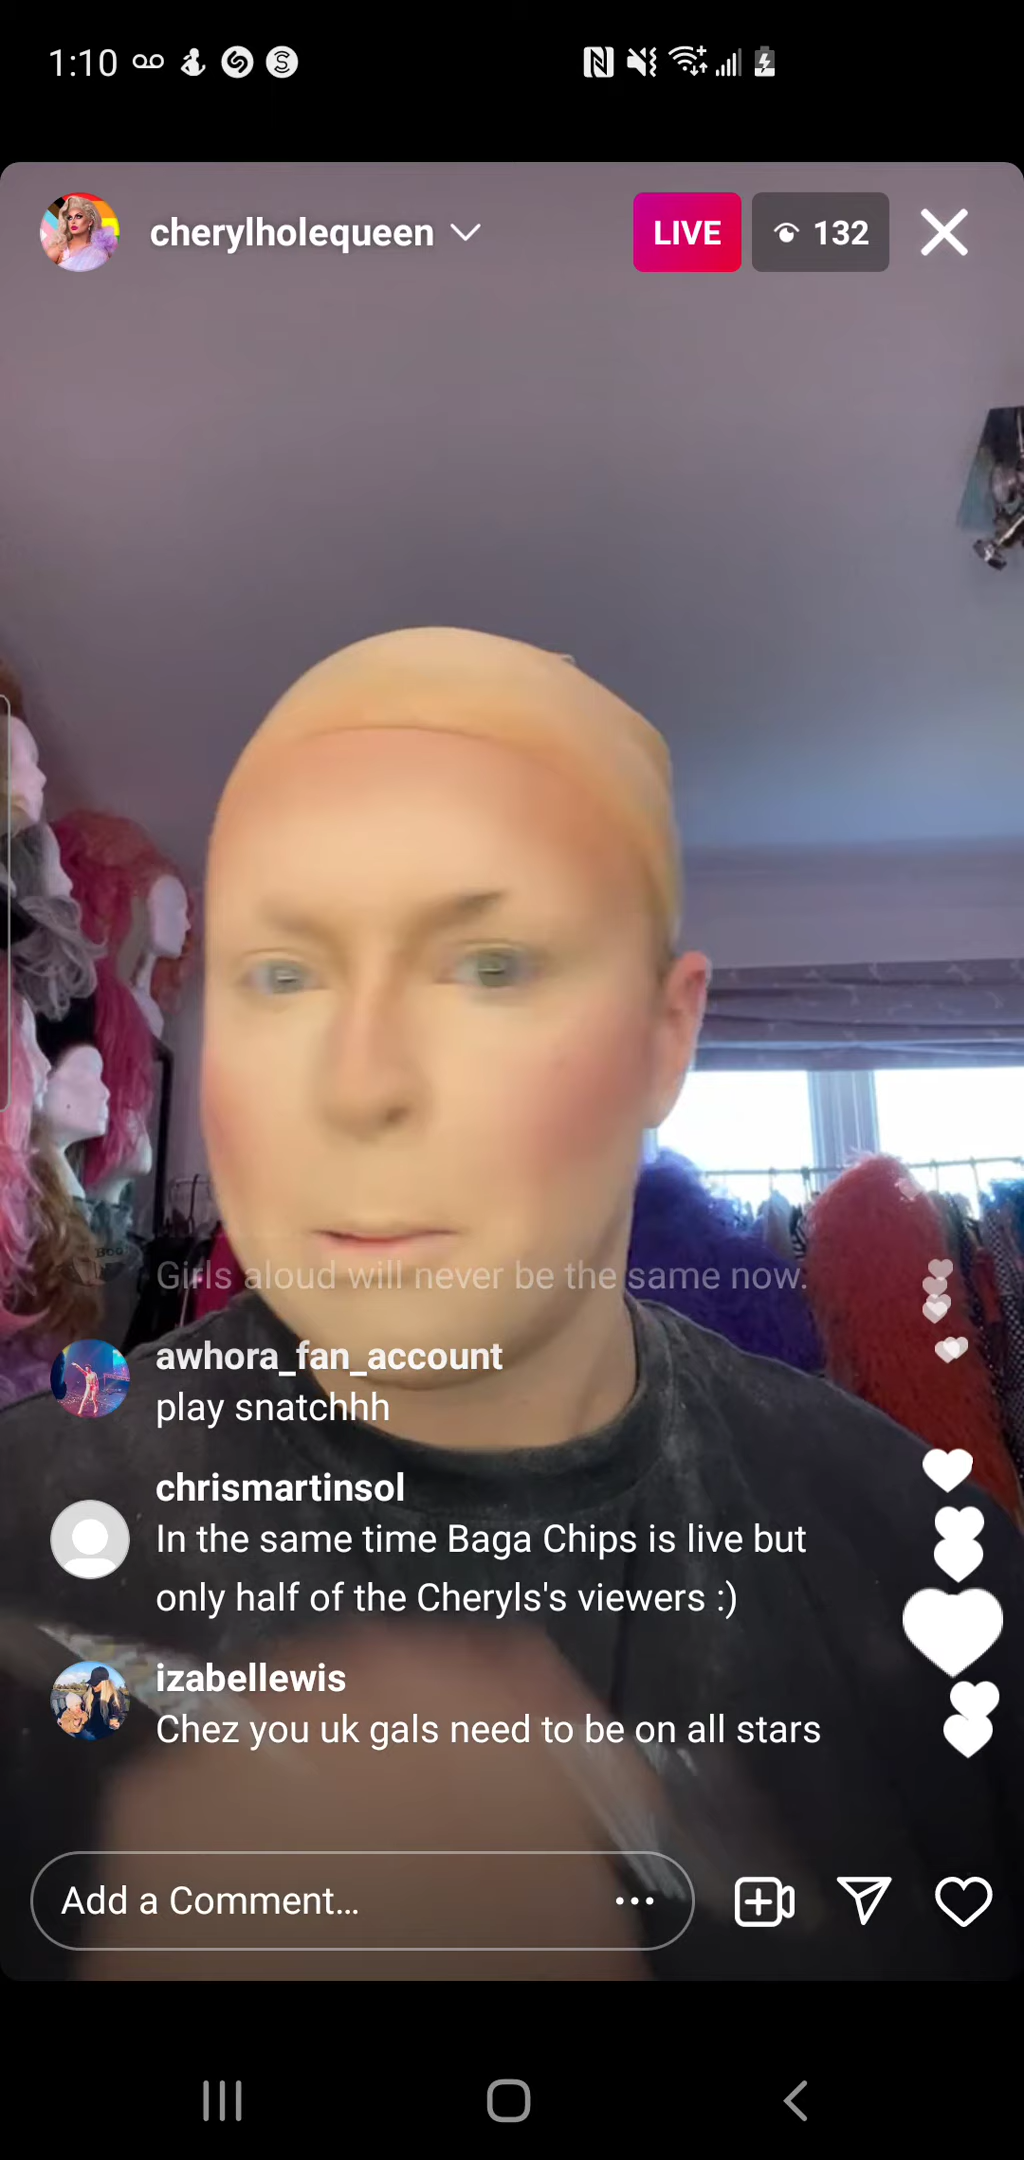 1:10
cherylholequeen
LIVE
132
Girls aloud will never be the same now.
awhora_fan_account
play snatchhh
chrismartinsol
In the same time Baga Chips is live but
only half of the Cheryls's viewers :)
izabellewis
Chez you uk gals need to be on all stars
Add a Comment...